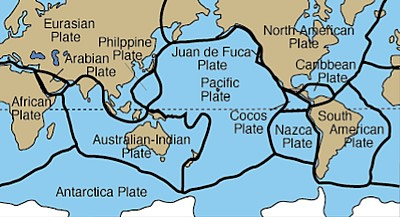 Eurasian
Plate
North American
Plate
Philppine
Plate
Juan de Fuca
Plate
Arabian
Plate
Caribbean
Plate
Pacific
Plate
African
Plate
Cocos
Plate
South
American
Plate
Nazca
Plate
Australian-Indian
Plate
Antarctica Plate